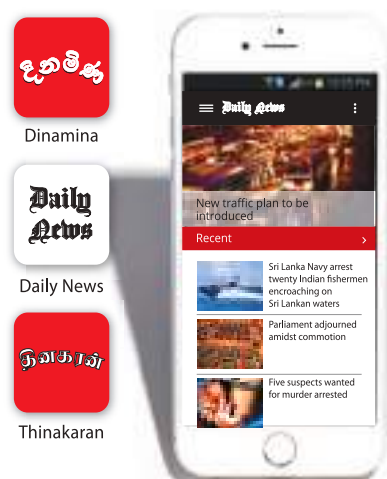 දිනමිණ
Dinamina
Daily
News
Daily News
தினகரன்
Thinakaran
Daily News
New traffic plan to be
introduced
Recent
Sri Lanka Navy arrest
twenty Indian fishermen
encroaching on
Sri Lankan waters
Parliament adjourned
amidst commotion
Five suspects wanted
for murder arrested